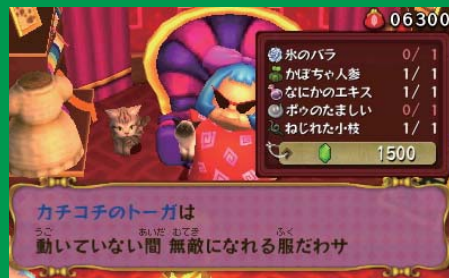 06300
氷のバラ 0/ 1
かぼちゃ人参 1/ 1
なにかのエキス 1/ 1
ポゥのたましい 0/ 1
ねじれた小枝 1/ 1
1500
カチコチのトーガは
動いていない間 無敵になれる服だわサ
うご あいだ むてき ふく